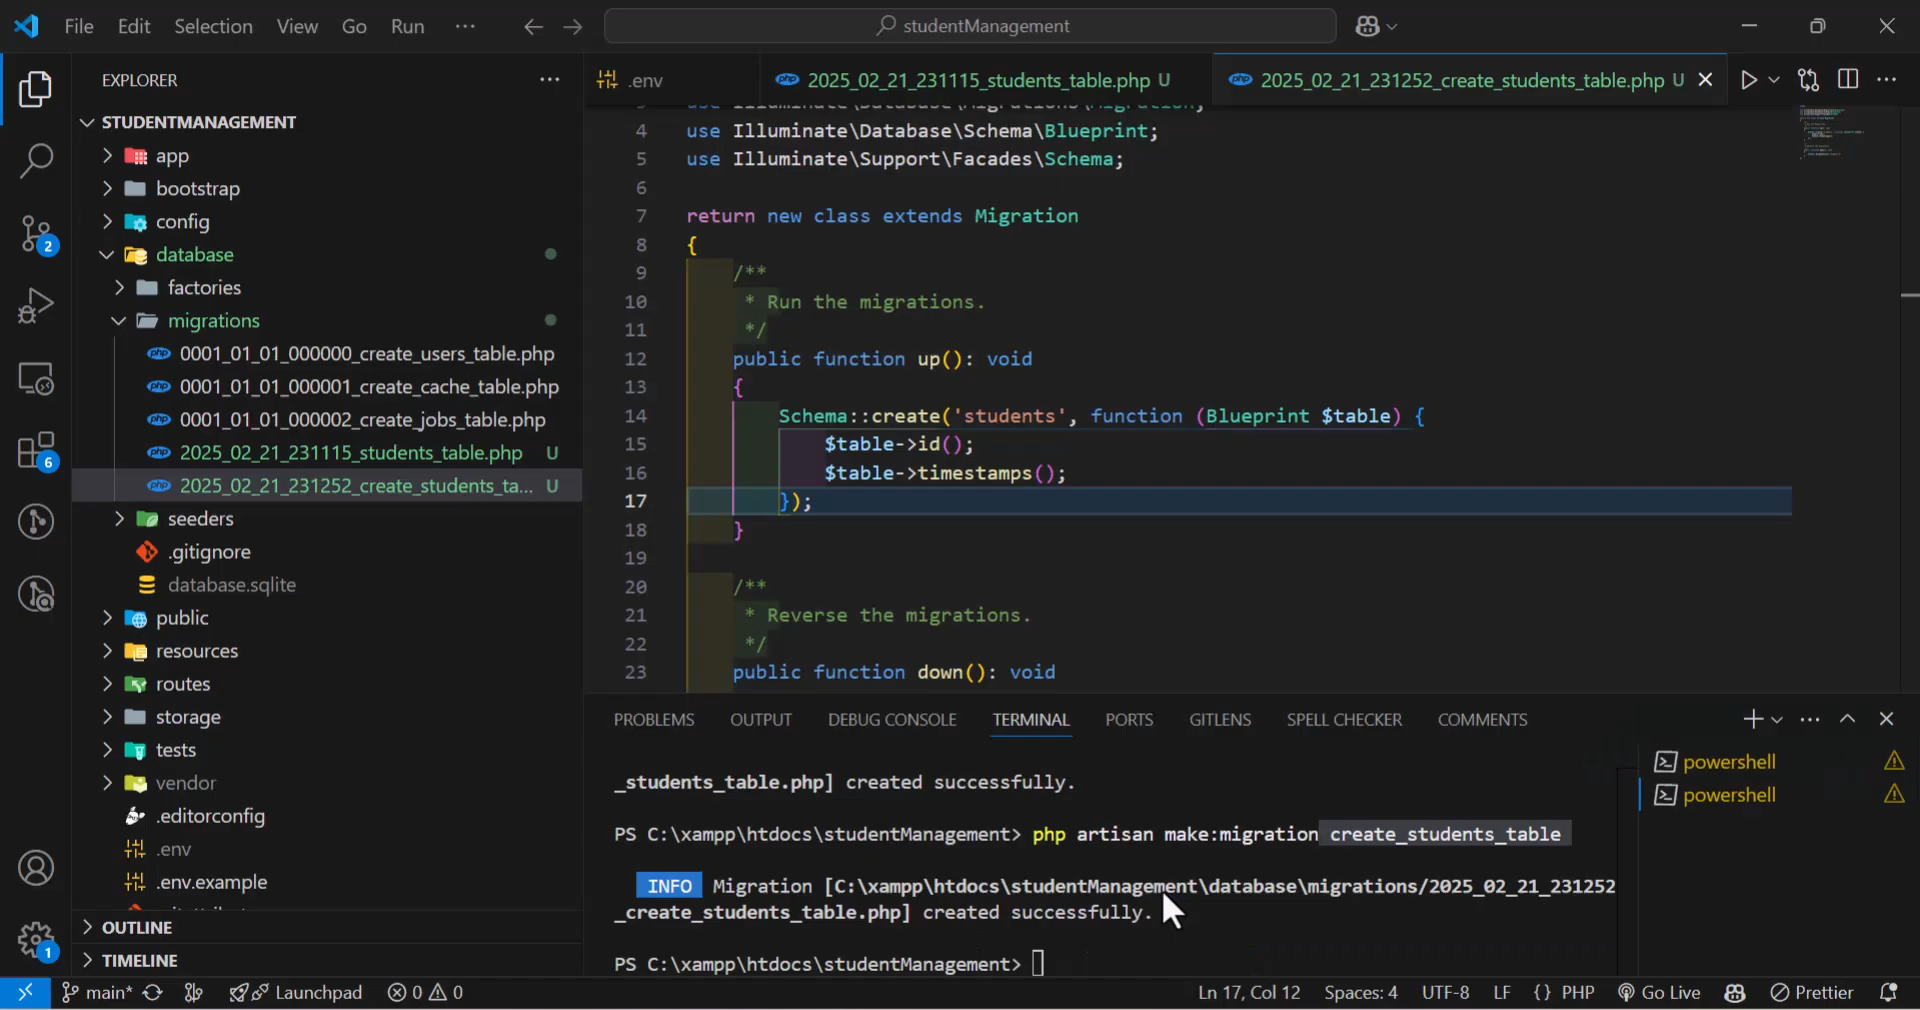 File Edit Selection View Go Run ··· studentManagement
EXPLORER ···
STUDENTMANAGEMENT
app
bootstrap
config
database
factories
migrations
0001_01_01_000000_create_users_table.php
0001_01_01_000001_create_cache_table.php
0001_01_01_000002_create_jobs_table.php
2025_02_21_231115_students_table.php U
2025_02_21_231252_create_students_ta... U
seeders
.gitignore
database.sqlite
public
resources
routes
storage
tests
vendor
.editorconfig
.env
.env.example
OUTLINE
TIMELINE
2
6
1
.env 2025_02_21_231115_students_table.php U 2025_02_21_231252_create_students_table.php U
4 use Illuminate\Database\Schema\Blueprint;
5 use Illuminate\Support\Facades\Schema;
6
7 return new class extends Migration
8 {
9 /**
10 * Run the migrations.
11 */
12 public function up(): void
13 {
14 Schema::create('students', function (Blueprint $table) {
15 $table->id();
16 $table->timestamps();
17 });
18 }
19
20 /**
21 * Reverse the migrations.
22 */
23 public function down(): void
PROBLEMS OUTPUT DEBUG CONSOLE TERMINAL PORTS GITLENS SPELL CHECKER COMMENTS
_students_table.php] created successfully.
PS C:\xampp\htdocs\studentManagement> php artisan make:migration create_students_table
INFO Migration [C:\xampp\htdocs\studentManagement\database\migrations/2025_02_21_231252
_create_students_table.php] created successfully.
PS C:\xampp\htdocs\studentManagement>
powershell
powershell
main* Launchpad 0 0 Ln 17, Col 12 Spaces: 4 UTF-8 LF {} PHP Go Live Prettier